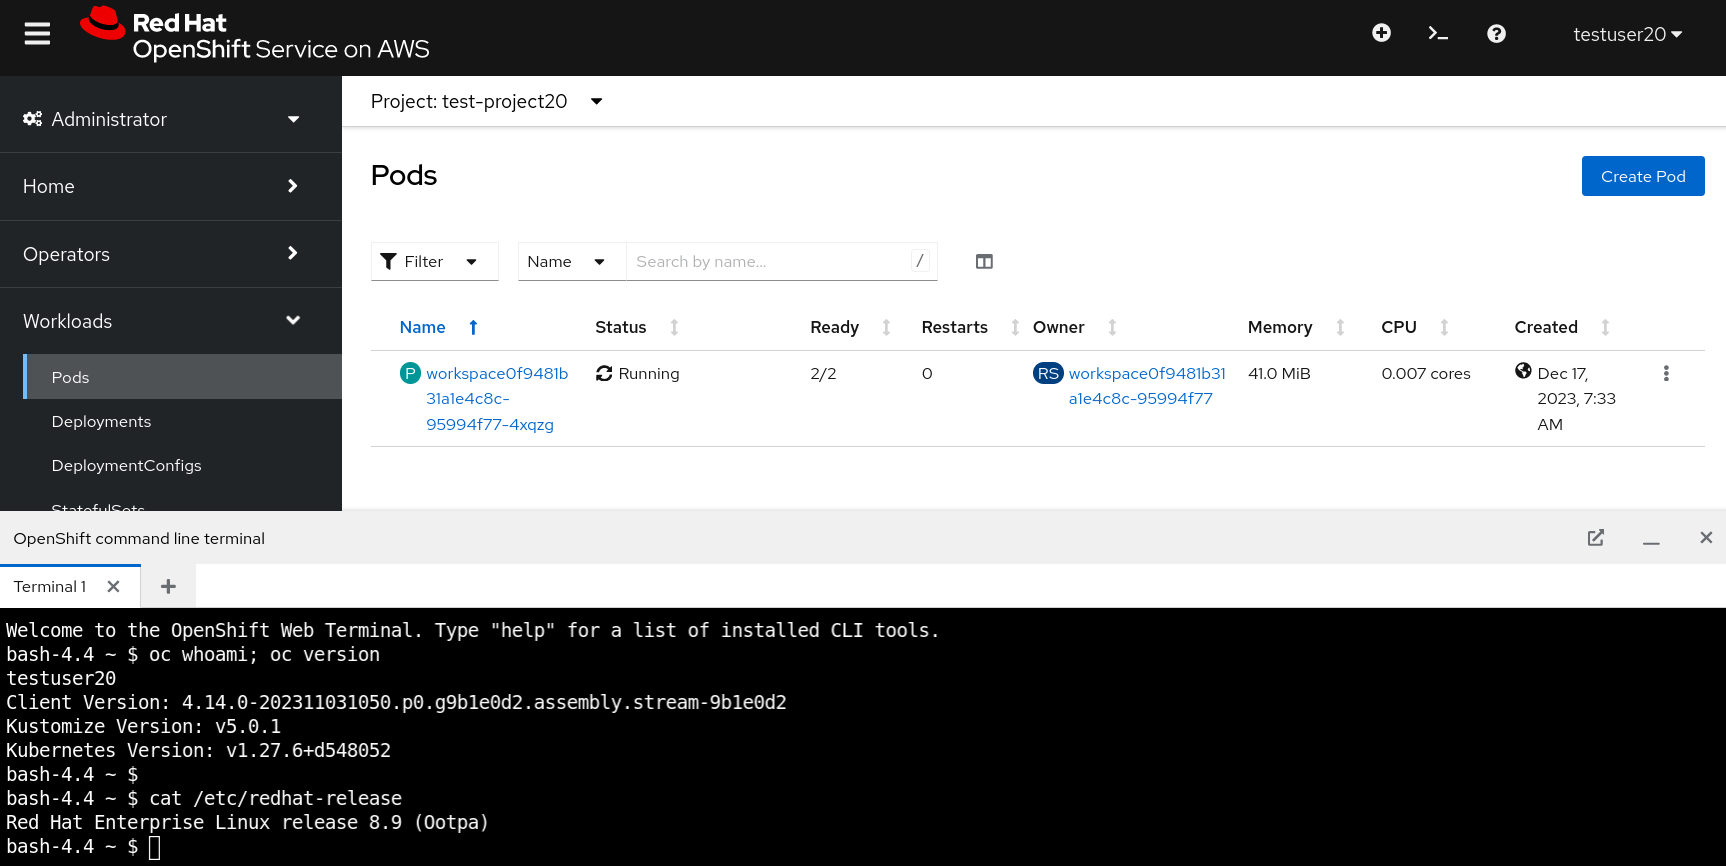 Red Hat
OpenShift Service on AWS
testuser20
Administrator
Home
Operators
Workloads
Pods
Deployments
DeploymentConfigs
StatefulSets
Project: test-project20
Pods
Create Pod
Filter
Name
Search by name...
/
Name Status Ready Restarts Owner Memory CPU Created
P workspace0f9481b Running 2/2 0 RS workspace0f9481b31 41.0 MiB 0.007 cores Dec 17,
31a1e4c8c- a1e4c8c-95994f77 2023, 7:33
95994f77-4xqzg AM
OpenShift command line terminal
Terminal 1
Welcome to the OpenShift Web Terminal. Type "help" for a list of installed CLI tools.
bash-4.4 ~ $ oc whoami; oc version
testuser20
Client Version: 4.14.0-202311031050.p0.g9b1e0d2.assembly.stream-9b1e0d2
Kustomize Version: v5.0.1
Kubernetes Version: v1.27.6+d548052
bash-4.4 ~ $
bash-4.4 ~ $ cat /etc/redhat-release
Red Hat Enterprise Linux release 8.9 (Ootpa)
bash-4.4 ~ $